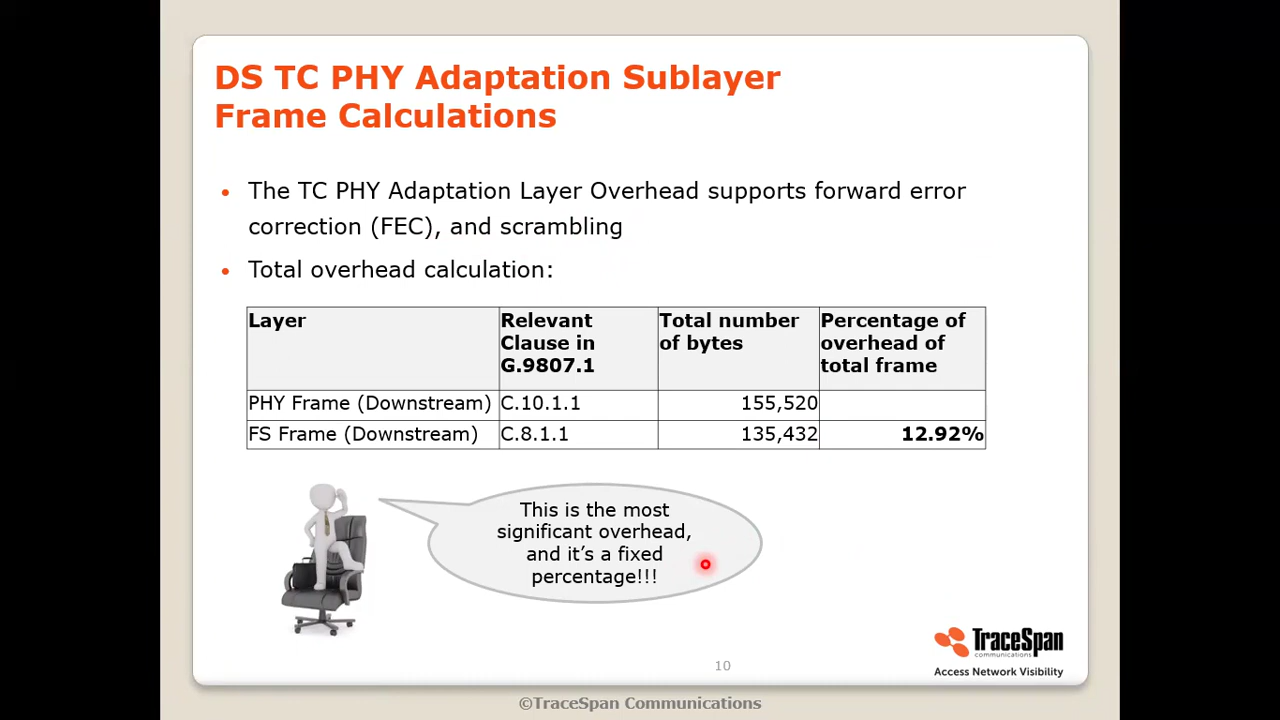 DS TC PHY Adaptation Sublayer
Frame Calculations
• The TC PHY Adaptation Layer Overhead supports forward error
correction (FEC), and scrambling
• Total overhead calculation:
Layer
Relevant
Clause in
G.9807.1
Total number
of bytes
Percentage of
overhead of
total frame
PHY Frame (Downstream) C.10.1.1 155,520
FS Frame (Downstream) C.8.1.1 135,432 12.92%
This is the most
significant overhead,
and it's a fixed
percentage!!!
TraceSpan
communications
Access Network Visibility
10
©TraceSpan Communications